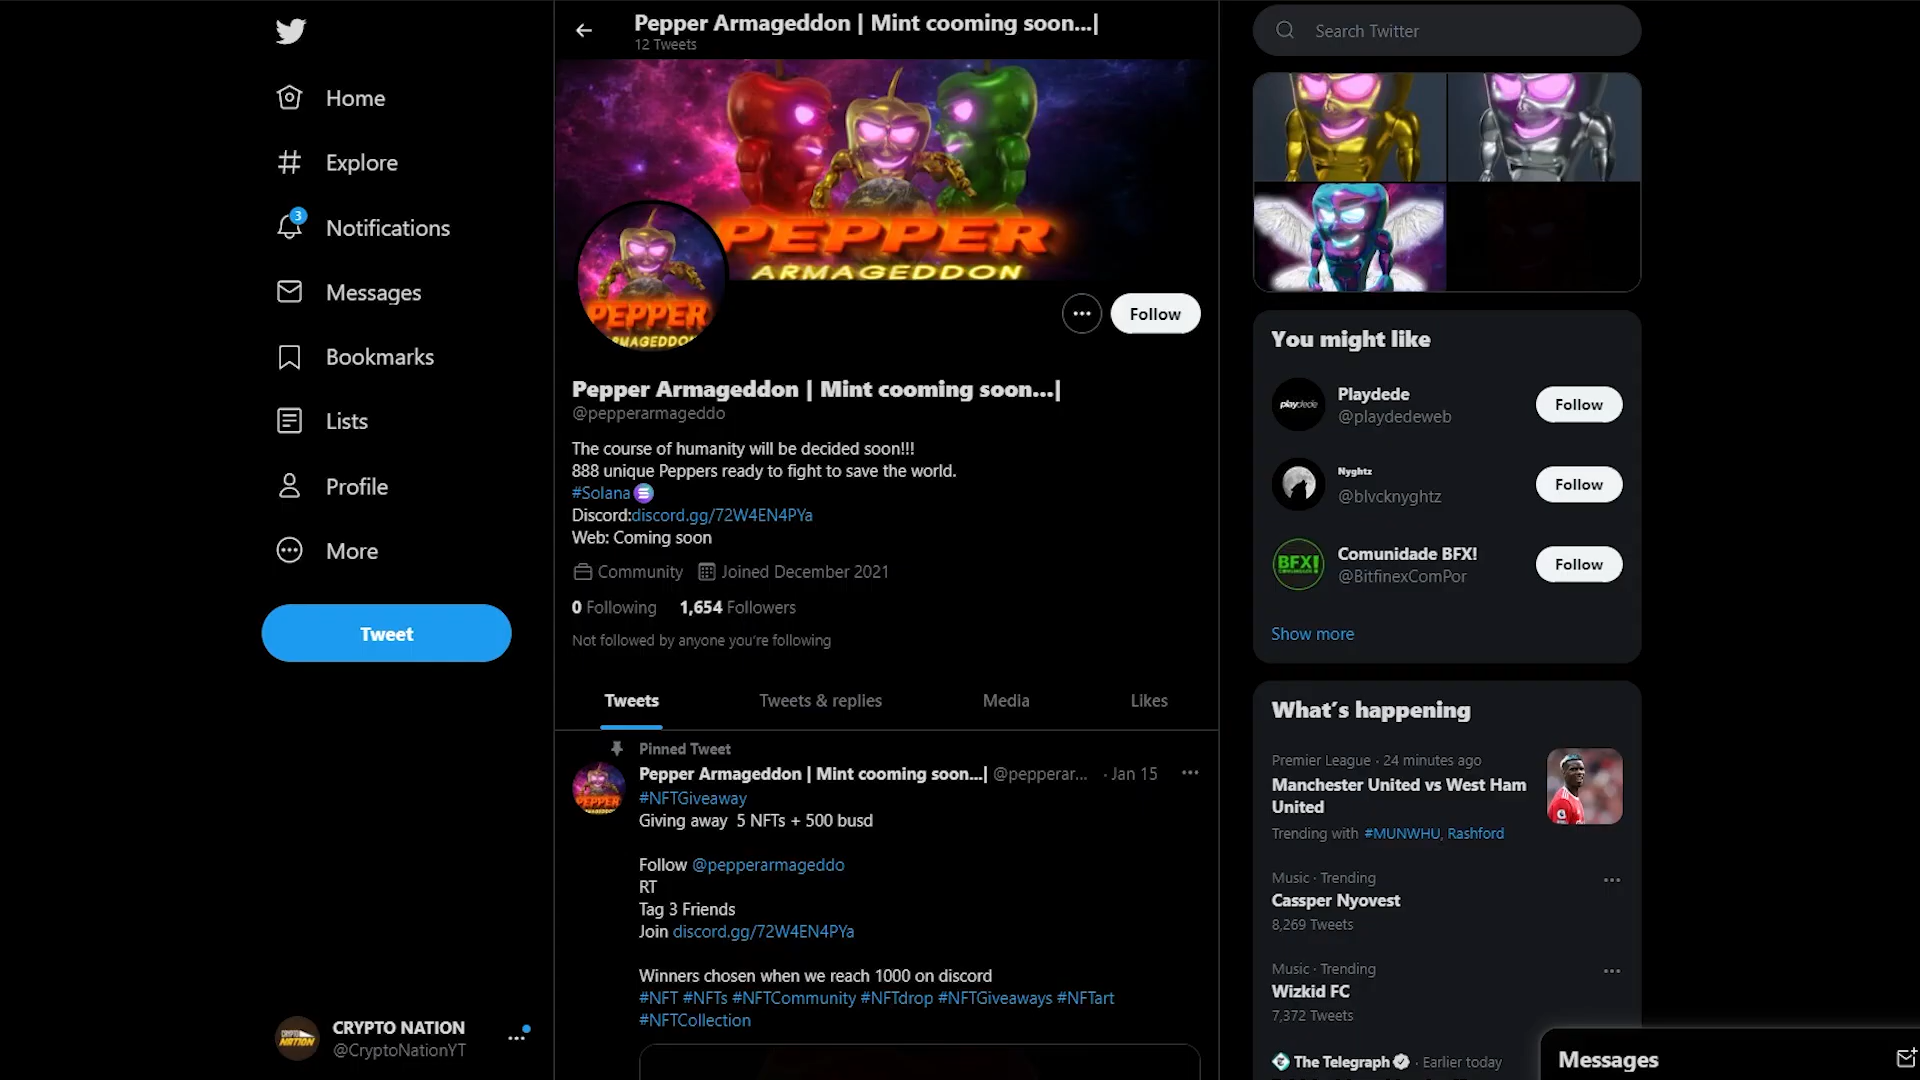 Home
Explore
3
Notifications
Messages
Bookmarks
Lists
Profile
More
Tweet
CRYPTO NATION
@CryptoNationYT
Pepper Armageddon | Mint cooming soon...|
12 Tweets
PEPPER
ARMAGEDDON
PEPPER
Follow
Pepper Armageddon | Mint cooming soon...|
@pepperarmageddo
The course of humanity will be decided soon!!!
888 unique Peppers ready to fight to save the world.
#Solana
Discord:discord.gg/72W4EN4PYa
Web: Coming soon
Community Joined December 2021
0 Following 1,654 Followers
Not followed by anyone you're following
Tweets Tweets & replies Media Likes
Pinned Tweet
Pepper Armageddon | Mint cooming soon...| @pepperar... · Jan 15
PEPPER
#NFTGiveaway
Giving away 5 NFTs + 500 busd
Follow @pepperarmageddo
RT
Tag 3 Friends
Join discord.gg/72W4EN4PYa
Winners chosen when we reach 1000 on discord
#NFT #NFTs #NFTCommunity #NFTdrop #NFTGiveaways #NFTart
#NFTCollection
Search Twitter
You might like
playdede
Playdede
@playdedeweb
Follow
Nyghtz
@blvcknyghtz
Follow
BFX!
Comunidade BFX!
@BitfinexComPor
Follow
Show more
What's happening
Premier League · 24 minutes ago
Manchester United vs West Ham
United
Trending with #MUNWHU, Rashford
Music · Trending
Cassper Nyovest
8,269 Tweets
Music · Trending
Wizkid FC
7,372 Tweets
The Telegraph · Earlier today
Messages